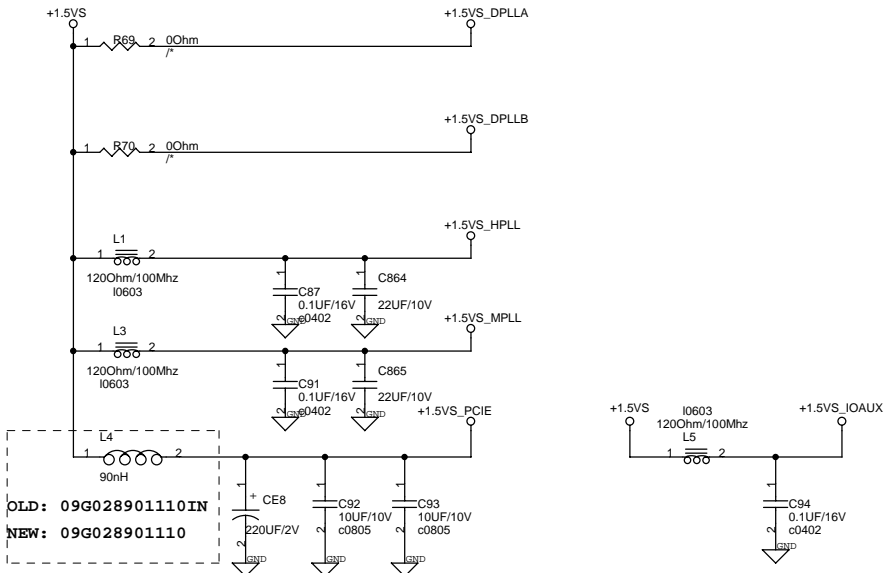 +1.5VS
+1.5VS_DPLLA
1 R69 2 0Ohm
/*
+1.5VS_DPLLB
1 R70 2 0Ohm
/*
+1.5VS_HPLL
L1
1 2
120Ohm/100Mhz
l0603
1 C87
0.1UF/16V
2 GND c0402
1 C864
22UF/10V
2 GND
+1.5VS_MPLL
L3
1 2
120Ohm/100Mhz
l0603
1 C91
0.1UF/16V
2 GND c0402
1 C865
22UF/10V
2 GND
+1.5VS_PCIE
L4
1 2
90nH
OLD: 09G028901110IN
NEW: 09G028901110
1 + CE8
220UF/2V
2 GND
1 C92
10UF/10V
2 c0805
GND
1 C93
10UF/10V
2 c0805
GND
+1.5VS
l0603
120Ohm/100Mhz
L5
1 2
+1.5VS_IOAUX
1 C94
0.1UF/16V
2 c0402
GND